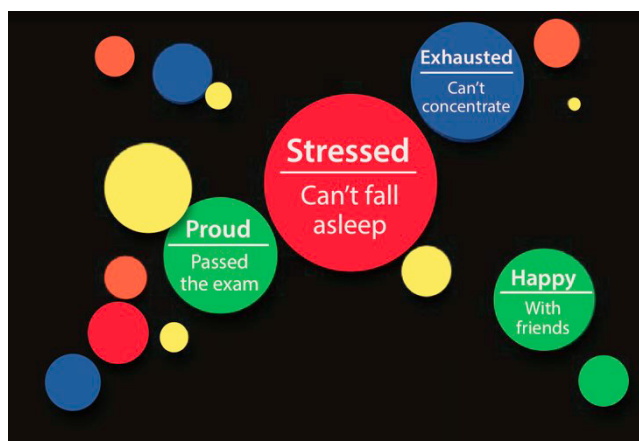 Exhausted
Can't
concentrate
Stressed
Can't fall
asleep
Proud
Passed
the exam
Happy
With
friends